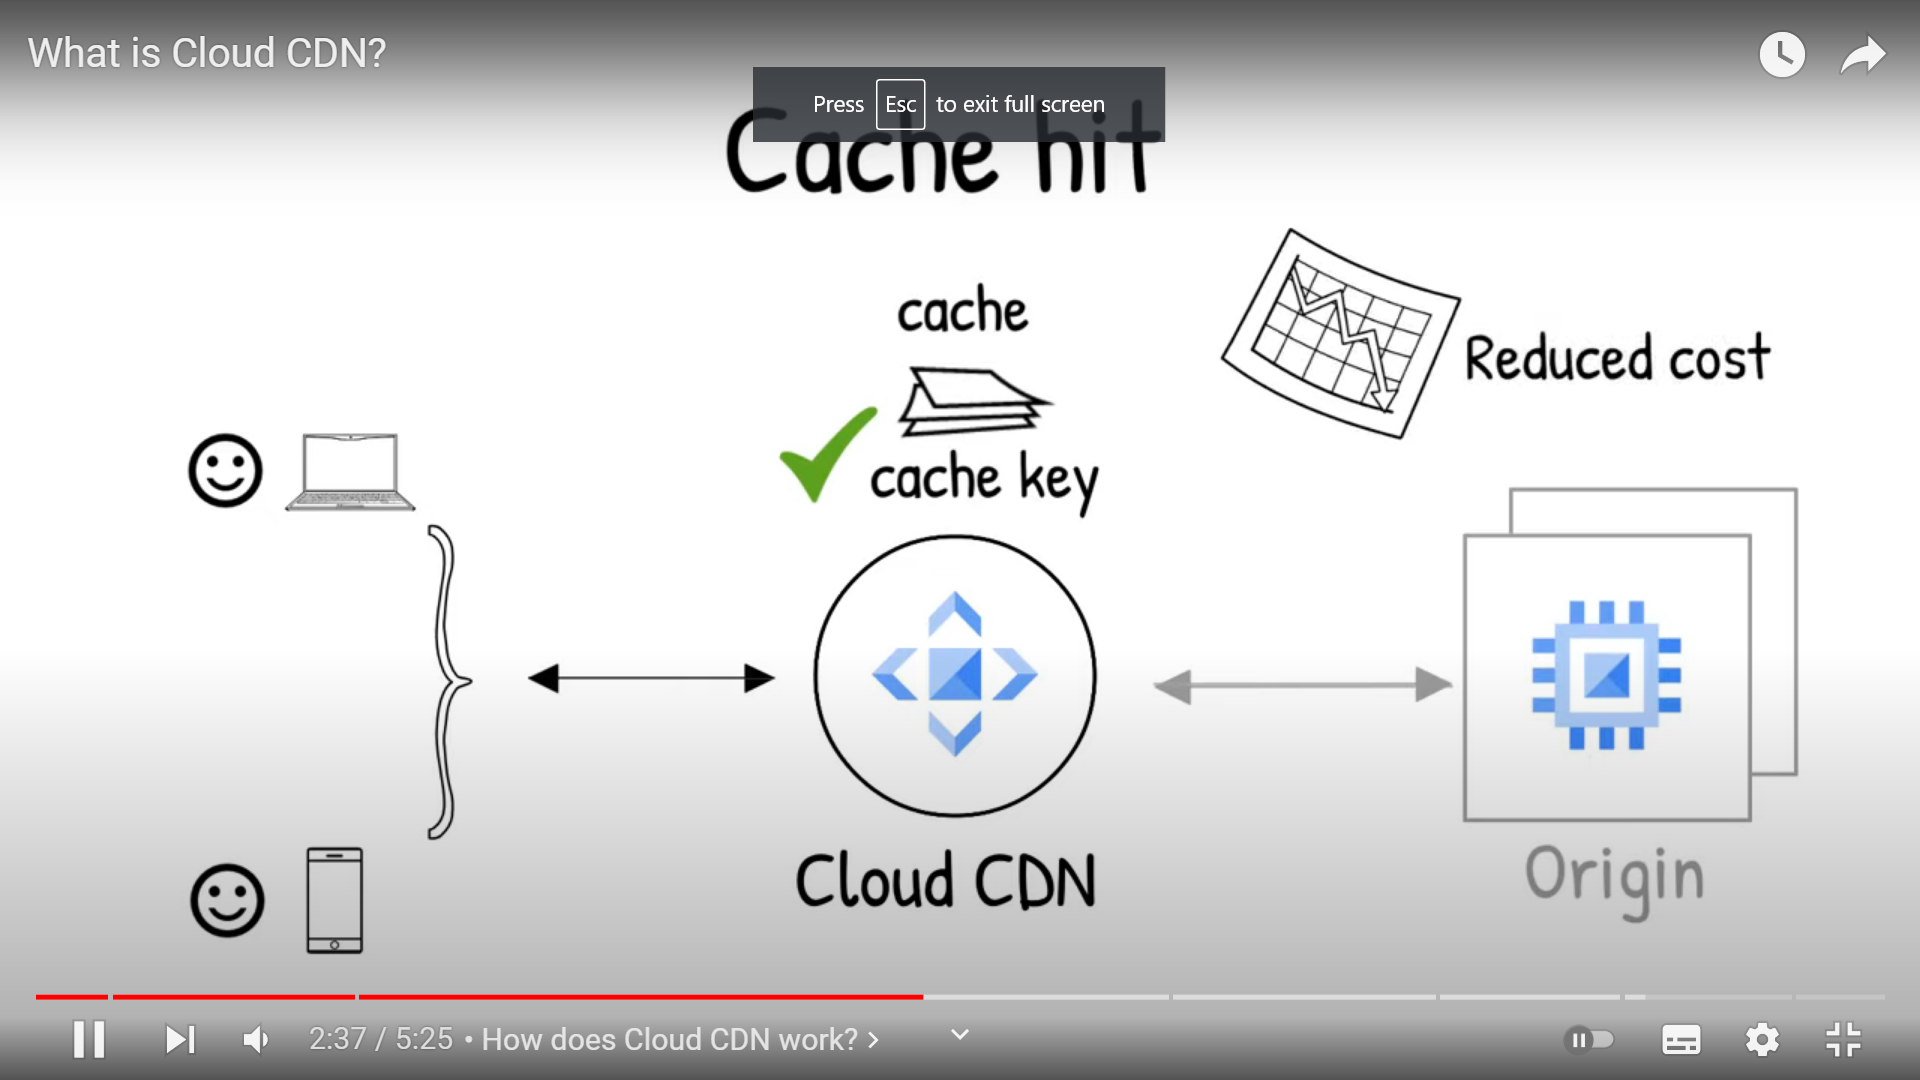 What is Cloud CDN?
Press Esc to exit full screen
Cache hit
cache
Reduced cost
cache key
Cloud CDN
Origin
2:37 / 5:25 • How does Cloud CDN work? >